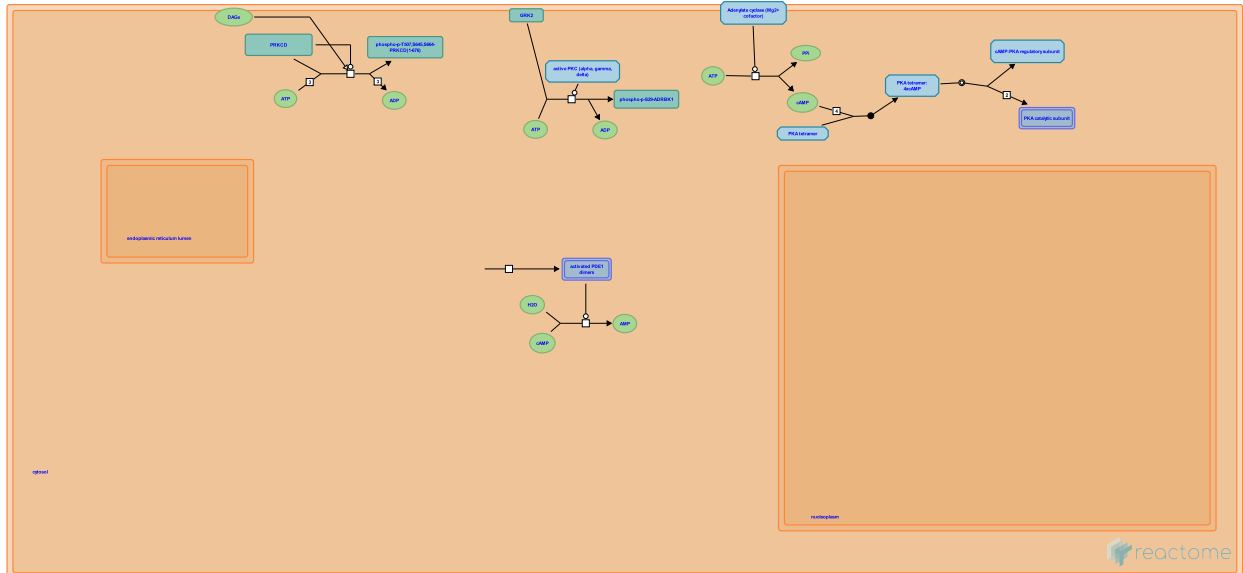 DAGs
PRKCD
phospho-p-T507,S645,S664-
PRKCD(1-676)
3
3
ATP
ADP
GRK2
active PKC (alpha, gamma,
delta)
phospho-p-S29-ADRBK1
ATP
ADP
Adenylate cyclase (Mg2+
cofactor)
ATP
PPi
cAMP
4
PKA tetramer
PKA tetramer:
4xcAMP
cAMP:PKA regulatory subunit
2
PKA catalytic subunit
endoplasmic reticulum lumen
activated PDE1
dimers
H2O
cAMP
AMP
cytosol
nucleoplasm
reactome